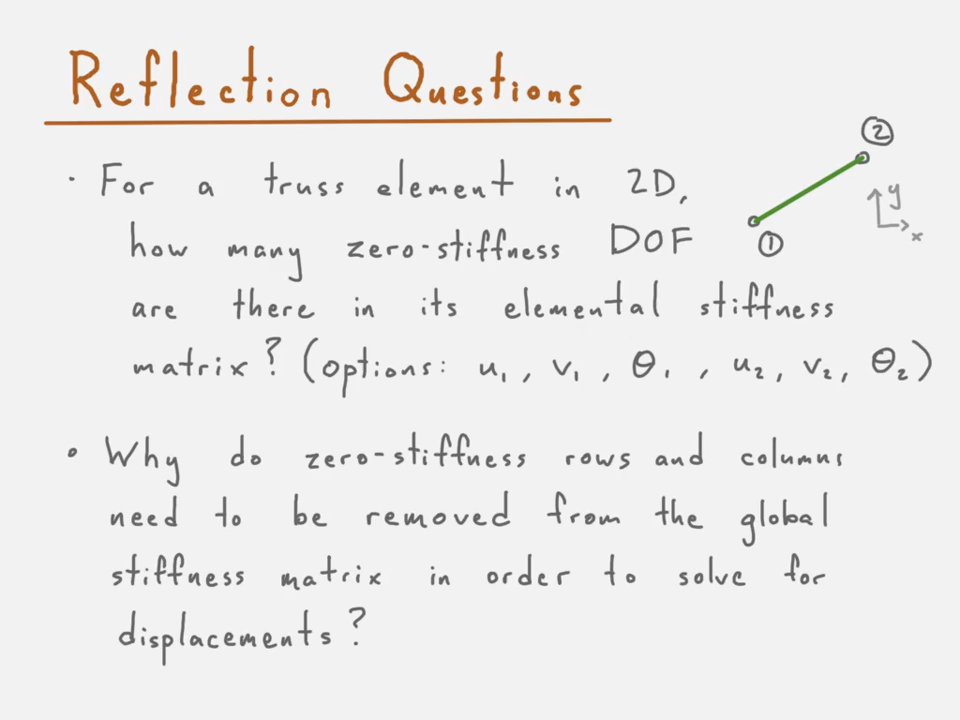 Reflection Questions
• For a truss element in 2D,
how many zero-stiffness DOF
are there in its elemental stiffness
matrix? (options: u₁, v₁, θ₁, u₂, v₂, θ₂)
②
①
y
x
• Why do zero-stiffness rows and columns
need to be removed from the global
stiffness matrix in order to solve for
displacements?